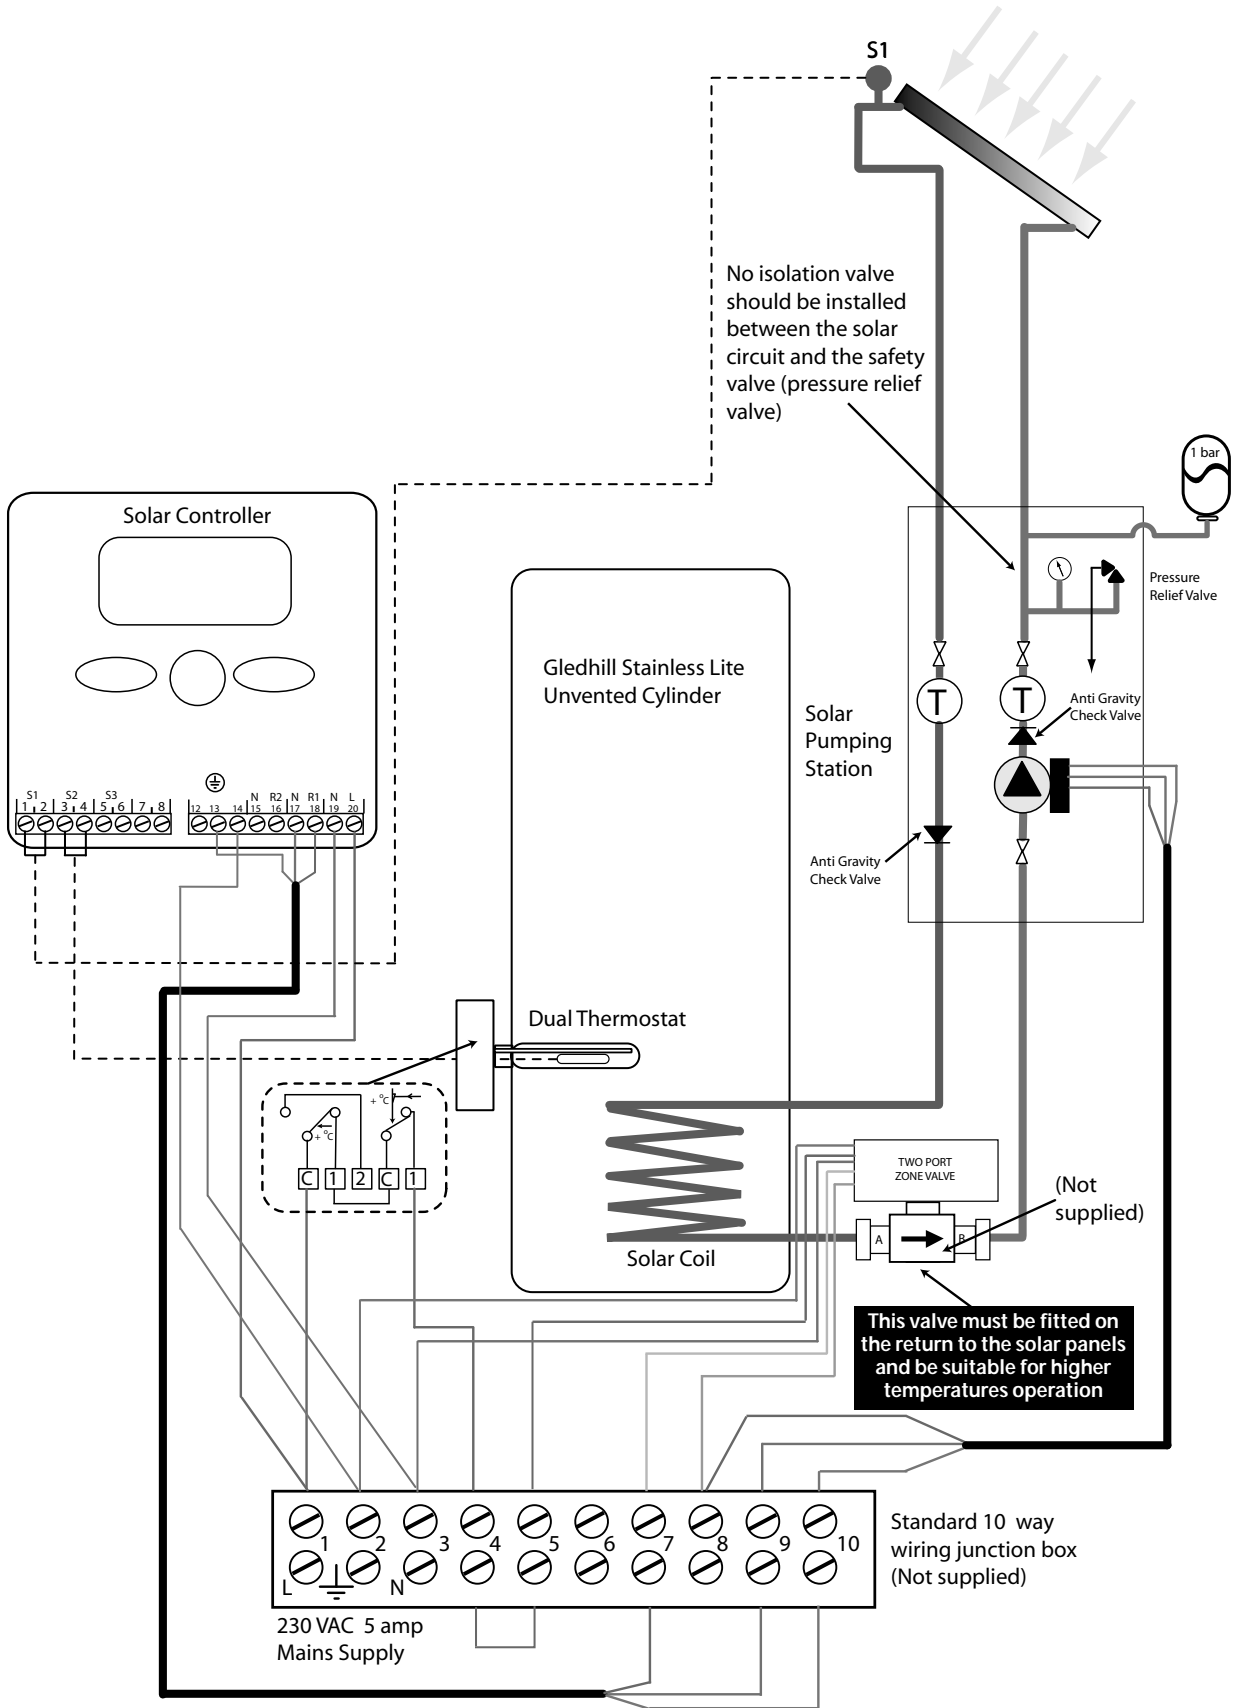 S1
No isolation valve
should be installed
between the solar
circuit and the safety
valve (pressure relief
valve)
1 bar
Solar Controller
Pressure
Relief Valve
Gledhill Stainless Lite
Unvented Cylinder
T
T
Anti Gravity
Check Valve
Solar
Pumping
Station
S1 S2 S3
1 2 3 4 5 6 7 8
N R2 N R1 N L
12 13 14 15 16 17 18 19 20
Anti Gravity
Check Valve
Dual Thermostat
+ °C
+ °C
C 1 2 C 1
TWO PORT
ZONE VALVE
(Not
supplied)
A B
Solar Coil
This valve must be fitted on
the return to the solar panels
and be suitable for higher
temperatures operation
1 2 3 4 5 6 7 8 9 10
L N
Standard 10 way
wiring junction box
(Not supplied)
230 VAC 5 amp
Mains Supply